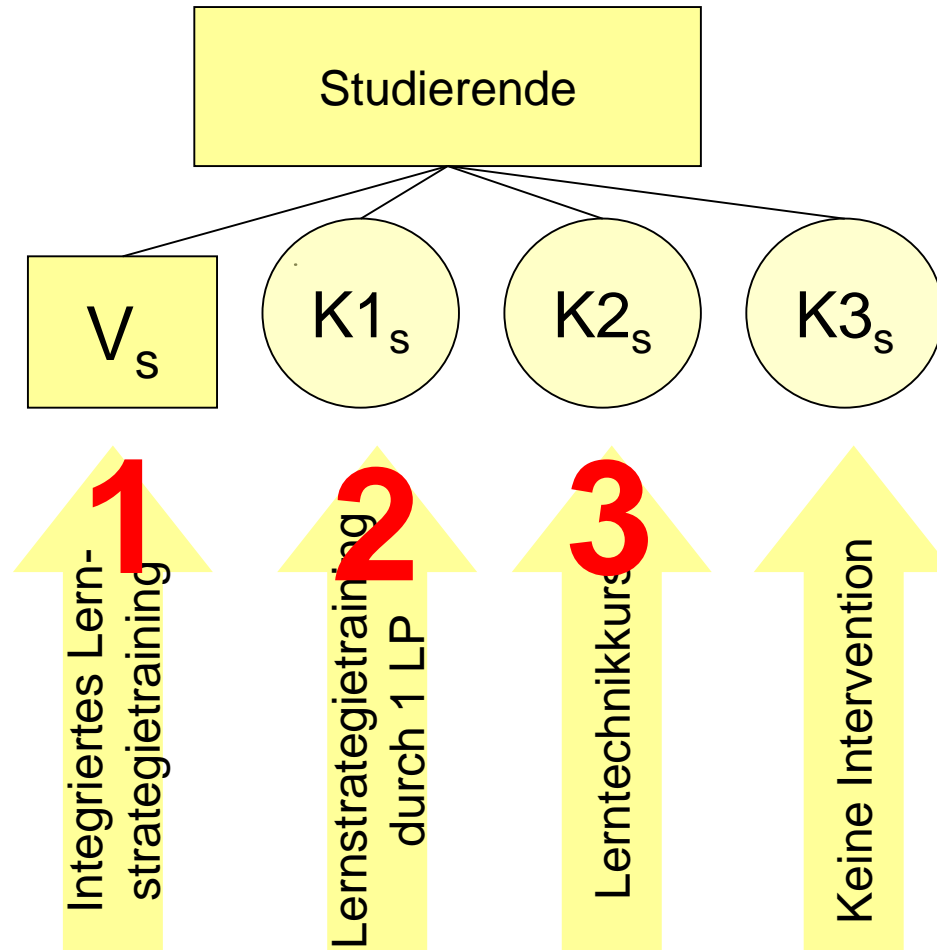 Studierende
Vs
K1s
K2s
K3s
1
2
3
Integriertes Lern-
strategietraining
Lernstrategietraining
durch 1 LP
Lerntechnikkurs
Keine Intervention